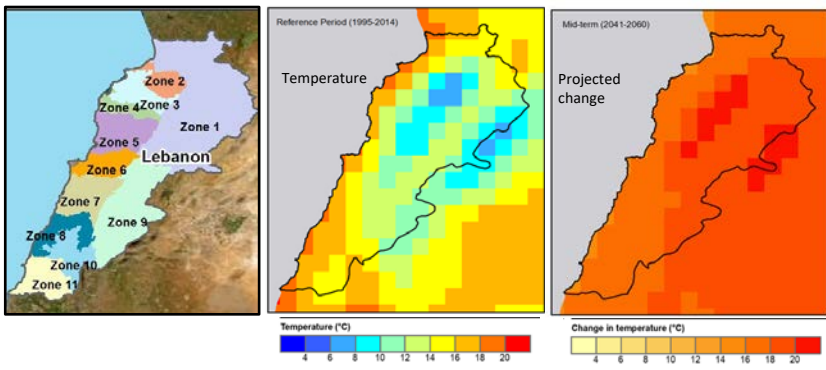 Zone 2
Zone 4
Zone 3
Zone 1
Zone 5
Lebanon
Zone 6
Zone 7
Zone 9
Zone 8
Zone 10
Zone 11
Reference Period (1995-2014)
Temperature
Temperature (°C)
4 6 8 10 12 14 16 18 20
Mid-term (2041-2060)
Projected
change
Change in temperature (°C)
4 6 8 10 12 14 16 18 20